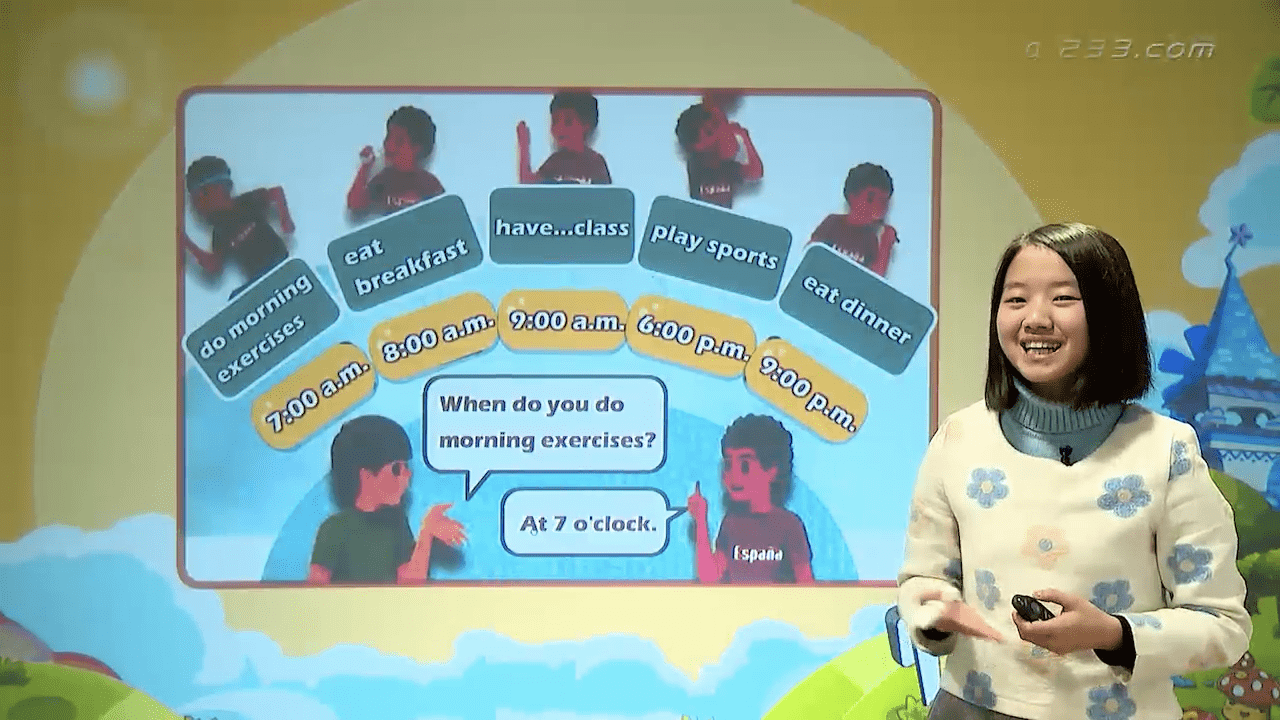 a 233.com
do morning
exercises
eat
breakfast
have...class
play sports
eat dinner
7:00 a.m.
8:00 a.m.
9:00 a.m.
6:00 p.m.
9:00 p.m.
When do you do
morning exercises?
At 7 o'clock.
España